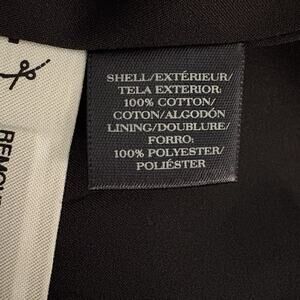 SHELL/EXTÉRIEUR/
TELA EXTERIOR:
100% COTTON/
COTON/ALGODÓN
LINING/DOUBLURE/
FORRO:
100% POLYESTER/
POLIÉSTER